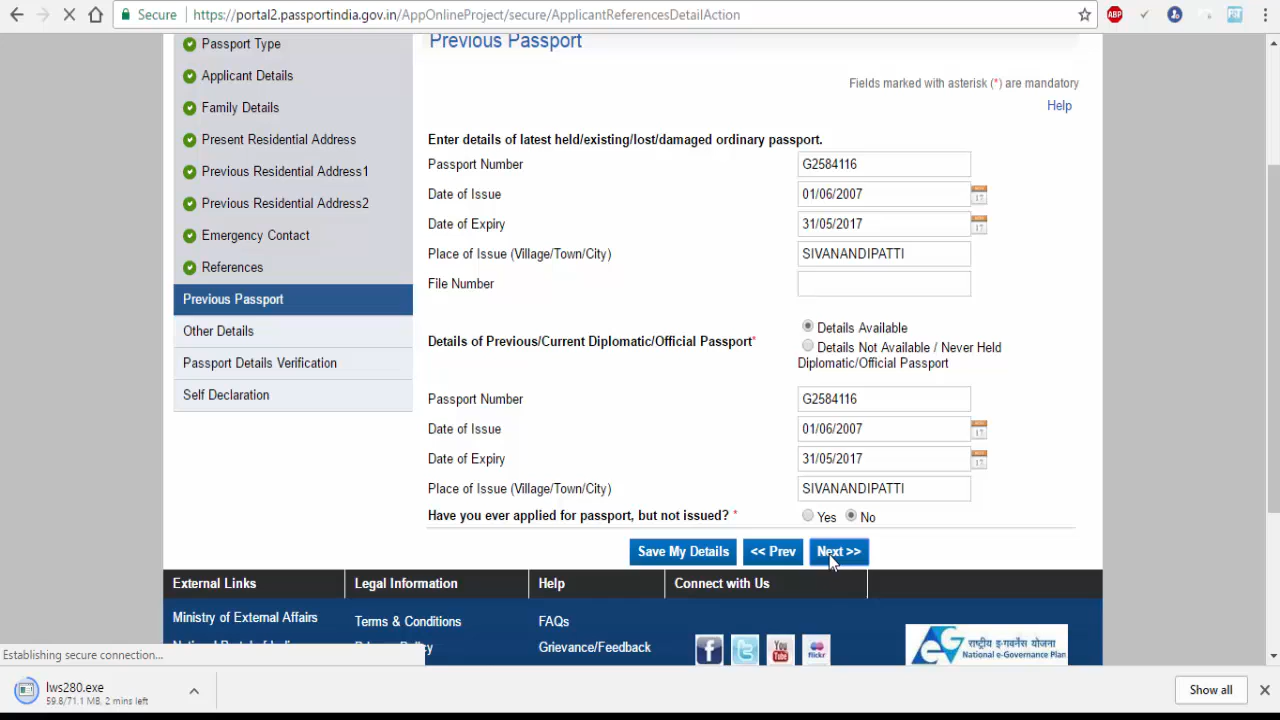 Secure
https://portal2.passportindia.gov.in/AppOnlineProject/secure/ApplicantReferencesDetailAction
ABP
Passport Type
Applicant Details
Family Details
Present Residential Address
Previous Residential Address1
Previous Residential Address2
Emergency Contact
References
Previous Passport
Other Details
Passport Details Verification
Self Declaration
Previous Passport
Fields marked with asterisk (*) are mandatory
Help
Enter details of latest held/existing/lost/damaged ordinary passport.
Passport Number G2584116
Date of Issue 01/06/2007
Date of Expiry 31/05/2017
Place of Issue (Village/Town/City) SIVANANDIPATTI
File Number
Details of Previous/Current Diplomatic/Official Passport*
Details Available
Details Not Available / Never Held
Diplomatic/Official Passport
Passport Number G2584116
Date of Issue 01/06/2007
Date of Expiry 31/05/2017
Place of Issue (Village/Town/City) SIVANANDIPATTI
Have you ever applied for passport, but not issued? * Yes No
Save My Details << Prev Next >>
External Links Legal Information Help Connect with Us
Ministry of External Affairs Terms & Conditions FAQs
Grievance/Feedback
You
Tube
flickr
राष्ट्रीय इ-गवर्नेंस योजना
National e-Governance Plan
Establishing secure connection...
lws280.exe
59.8/71.1 MB, 2 mins left
Show all